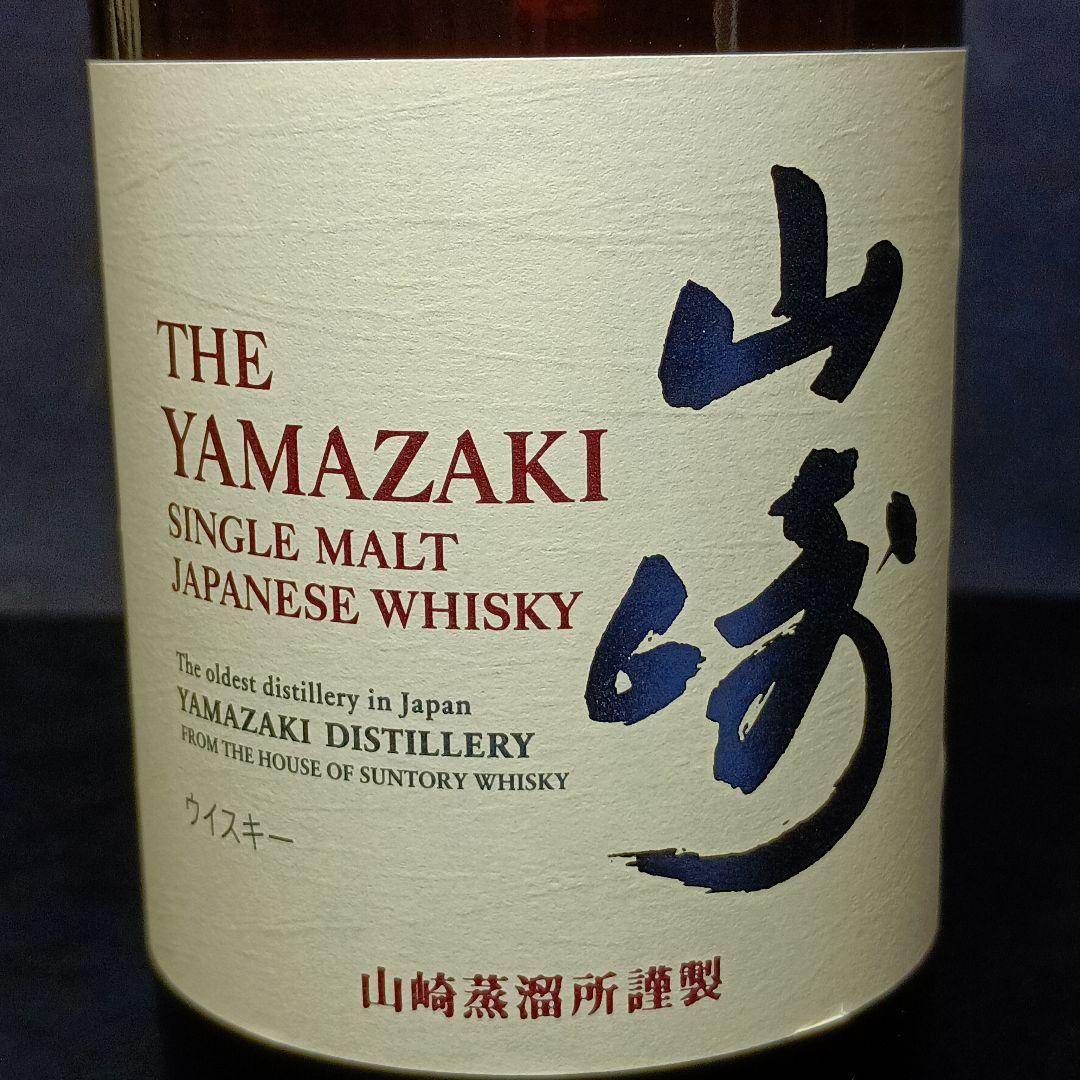 THE
YAMAZAKI
SINGLE MALT
JAPANESE WHISKY
The oldest distillery in Japan
YAMAZAKI DISTILLERY
FROM THE HOUSE OF SUNTORY WHISKY
ウイスキー
山崎
山崎蒸溜所謹製